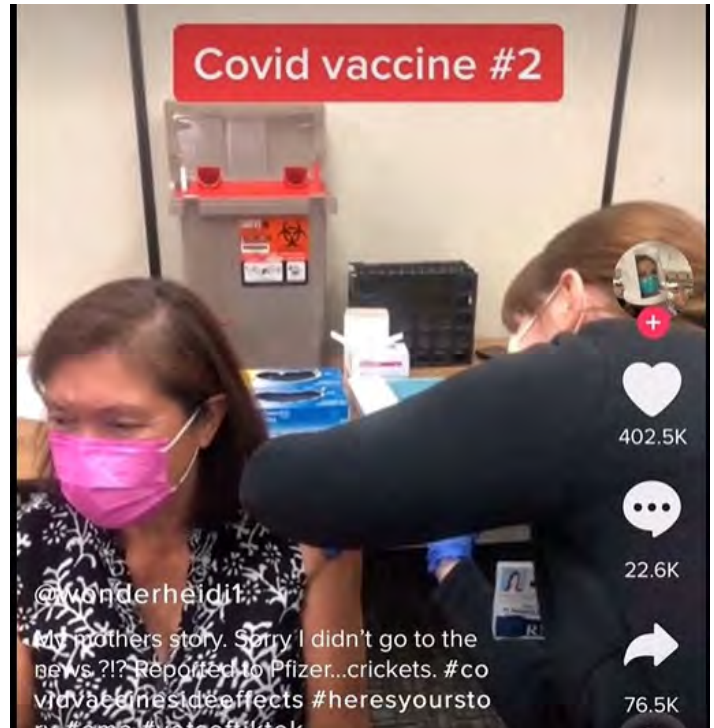 Covid vaccine #2
402.5K
22.6K
@wonderheidi1
My mothers story. Sorry I didn't go to the
news ?!? Reported to Pfizer...crickets. #co
vidvaccinesideeffects #heresyoursto
76.5K